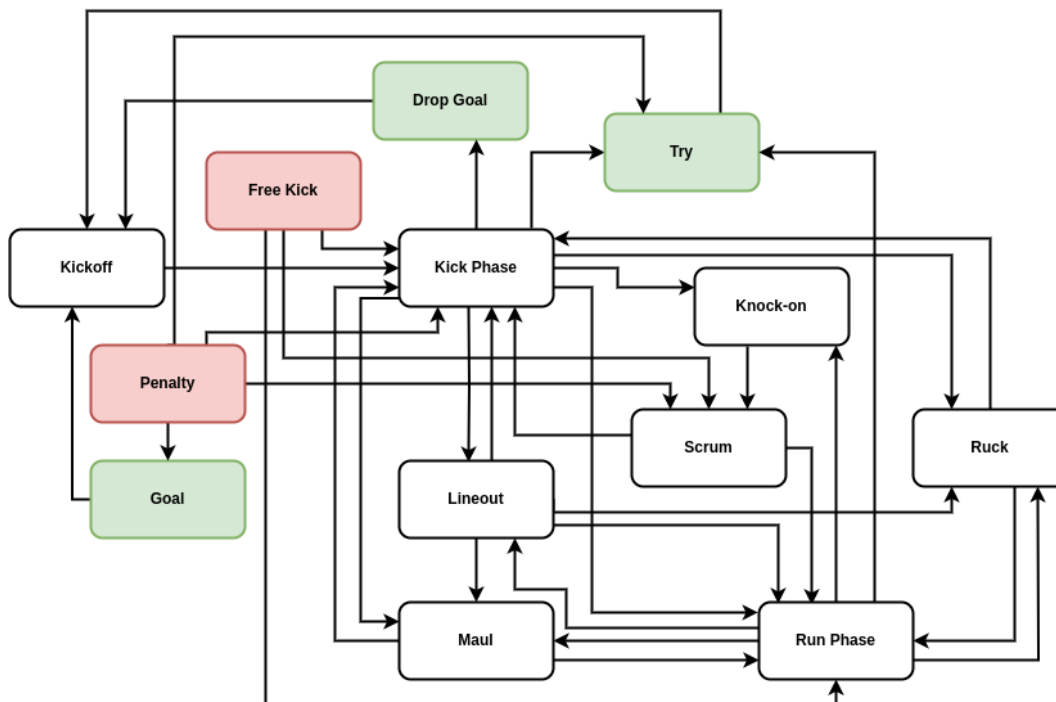 Drop Goal
Try
Free Kick
Kickoff
Kick Phase
Knock-on
Penalty
Scrum
Ruck
Goal
Lineout
Maul
Run Phase